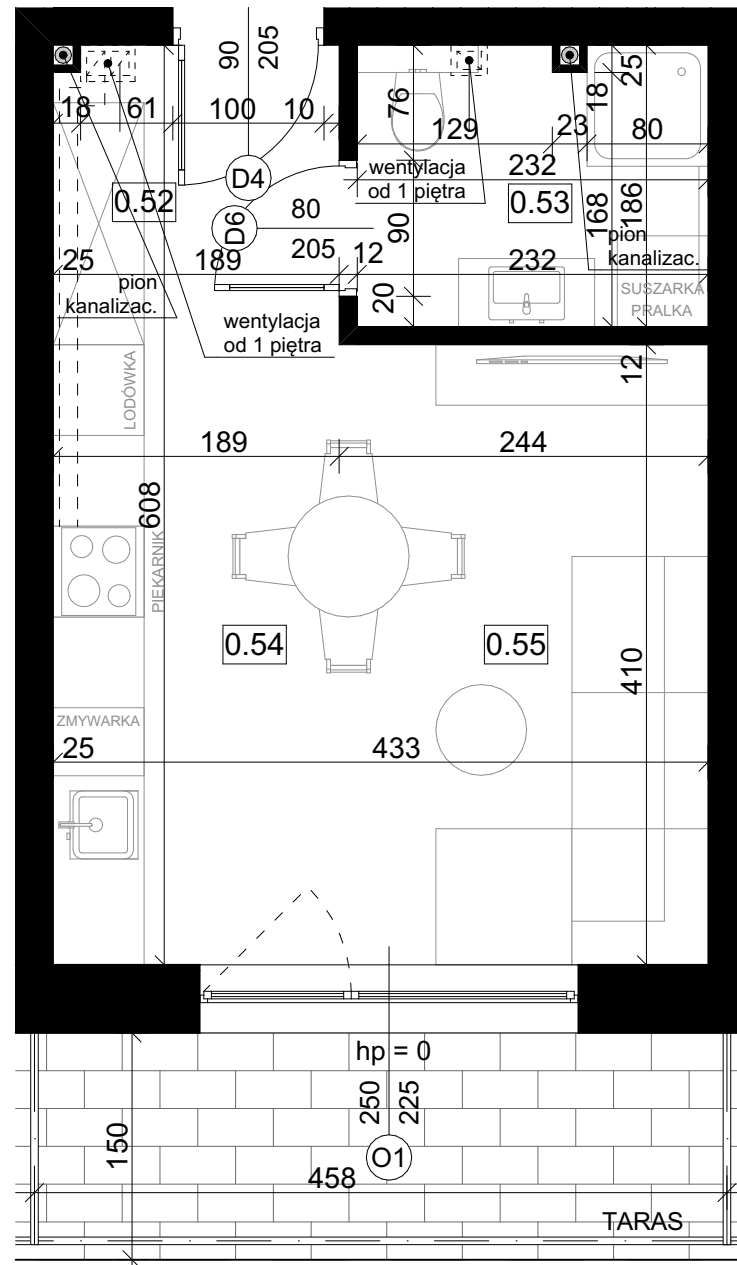 90
205
18
61
100
10
76
129
23
80
18
25
D4
wentylacja
od 1 piętra
232
0.52
0.53
D6
80
205
90
168
186
25
189
12
232
pion
kanalizac.
pion
kanalizac.
20
SUSZARKA
PRALKA
wentylacja
od 1 piętra
12
LODÓWKA
189
244
608
PIEKARNIK
0.54
0.55
410
ZMYWARKA
25
433
hp = 0
250
225
150
O1
458
TARAS